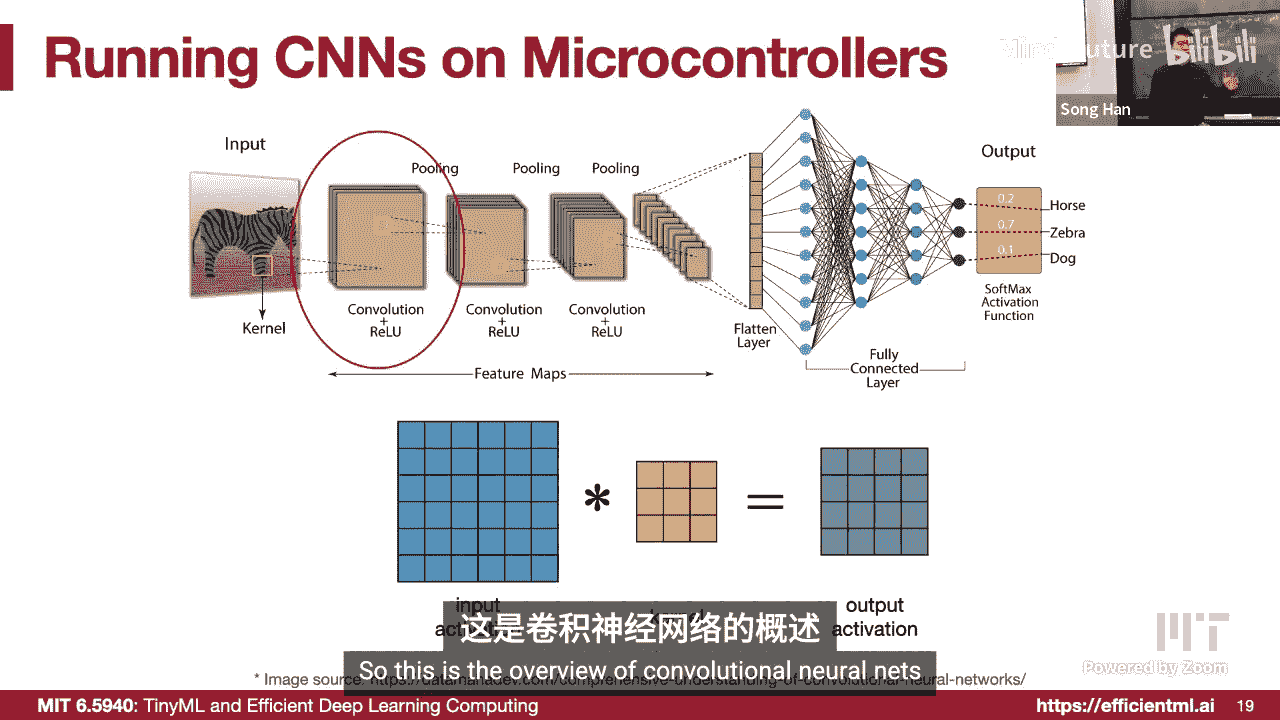 Running CNNs on Microcontrollers
bilibili
Song Han
Input
Pooling
Pooling
Pooling
Output
0.2
Horse
0.7
Zebra
0.1
Dog
Kernel
Convolution
+
ReLU
Convolution
+
ReLU
Convolution
+
ReLU
Flatten
Layer
SoftMax
Activation
Function
Fully
Connected
Layer
Feature Maps
*
=
input
output
activation
这是卷积神经网络的概述
So this is the overview of convolutional neural nets
* Image source:
MIT
Powered by Zoom
MIT 6.5940: TinyML and Efficient Deep Learning Computing
https://efficientml.ai
19